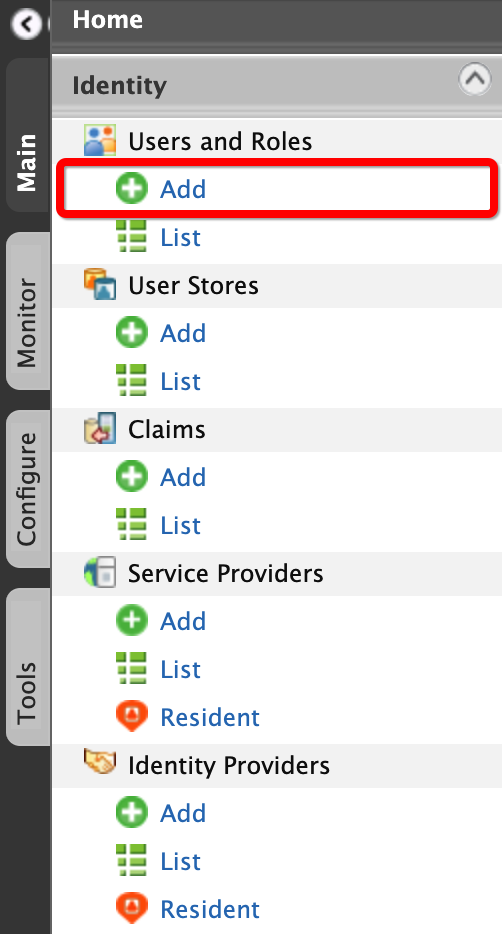 Home
Identity
Main
Users and Roles
Add
List
Monitor
User Stores
Add
List
Configure
Claims
Add
List
Service Providers
Add
List
Tools
Resident
Identity Providers
Add
List
Resident